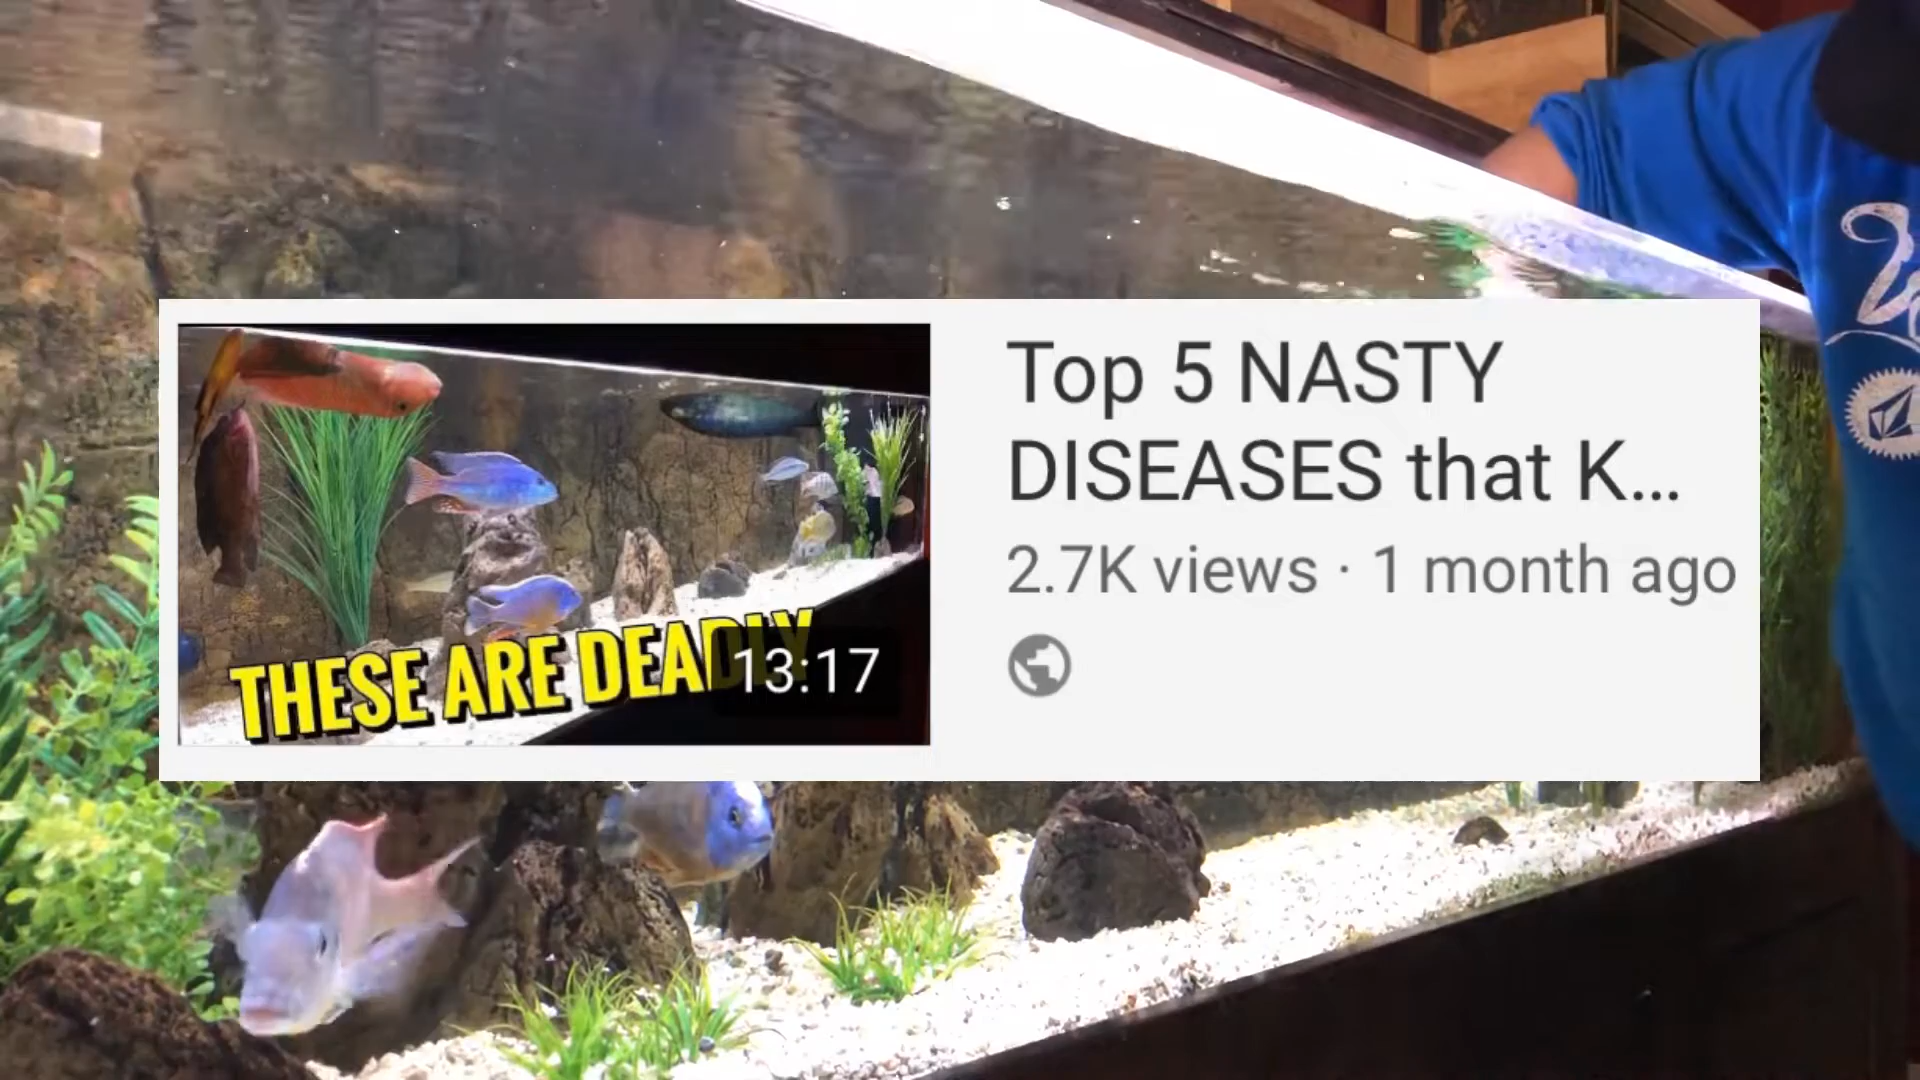 Top 5 NASTY
DISEASES that K...
2.7K views · 1 month ago
THESE ARE DEADLY
13:17